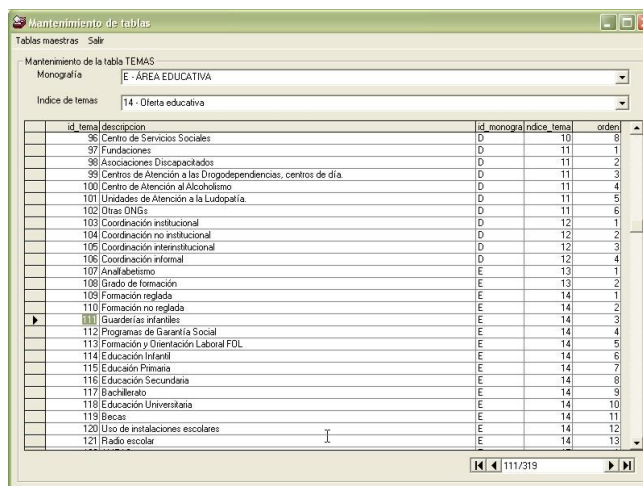 Mantenimiento de tablas
Tablas maestras Salir
Mantenimiento de la tabla TEMAS
Monografía E - ÁREA EDUCATIVA
Indice de temas 14 - Oferta educativa
id_tema descripcion id_monogra ndice_tema orden
96 Centro de Servicios Sociales D 10 8
97 Fundaciones D 11 1
98 Asociaciones Discapacitados D 11 2
99 Centros de Atención a las Drogodependencias, centros de día. D 11 3
100 Centro de Atención al Alcoholismo D 11 4
101 Unidades de Atención a la Ludopatía. D 11 5
102 Otras ONGs D 11 6
103 Coordinación institucional D 12 1
104 Coordinación no institucional D 12 2
105 Coordinación interinstitucional D 12 3
106 Coordinación informal D 12 4
107 Analfabetismo E 13 1
108 Grado de formación E 13 2
109 Formación reglada E 14 1
110 Formación no reglada E 14 2
111 Guarderías infantiles E 14 3
112 Programas de Garantía Social E 14 4
113 Formación y Orientación Laboral FOL E 14 5
114 Educación Infantil E 14 6
115 Educaión Primaria E 14 7
116 Educación Secundaria E 14 8
117 Bachillerato E 14 9
118 Educación Universitaria E 14 10
119 Becas E 14 11
120 Uso de instalaciones escolares E 14 12
121 Radio escolar E 14 13
111/319